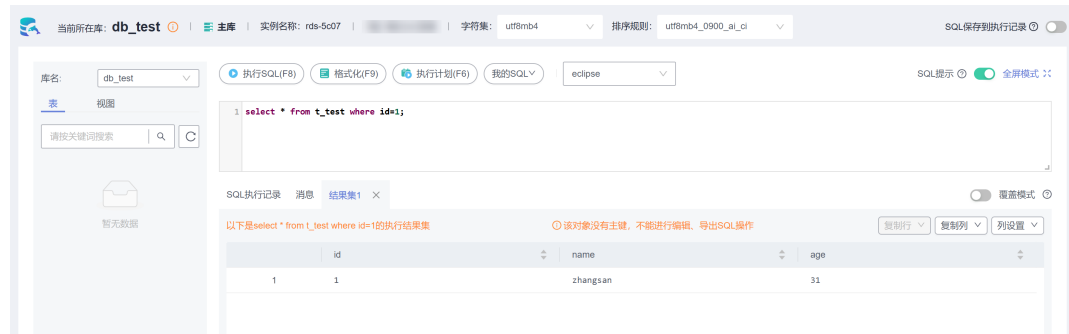 当前所在库: db_test | 主库 | 实例名称: rds-5c07 | | 字符集: utf8mb4 排序规则: utf8mb4_0900_ai_ci SQL保存到执行记录
库名: db_test 执行SQL(F8) 格式化(F9) 执行计划(F6) 我的SQL eclipse SQL提示 全屏模式
表 视图
1 select * from t_test where id=1;
请按关键词搜索
SQL执行记录 消息 结果集1 × 覆盖模式
暂无数据
以下是select * from t_test where id=1的执行结果集 该对象没有主键，不能进行编辑、导出SQL操作 复制行 复制列 列设置
id name age
1 1 zhangsan 31